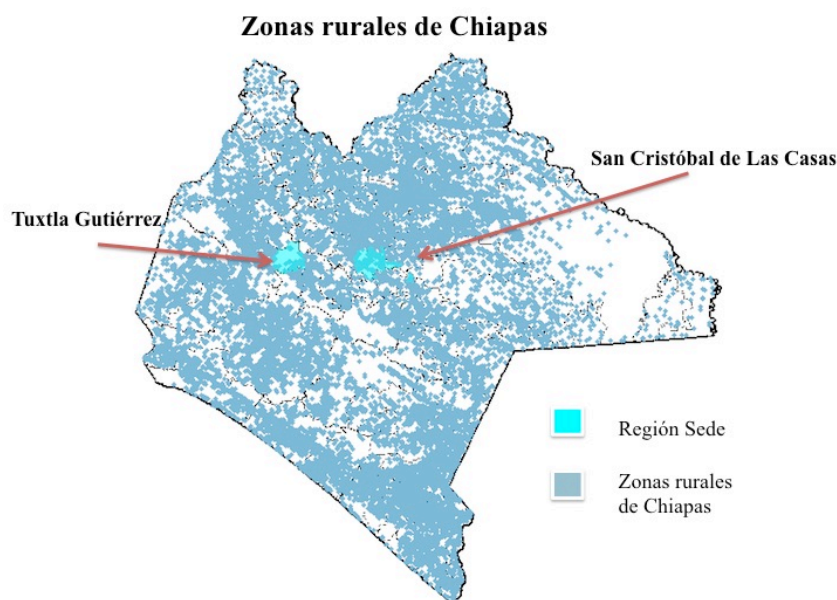 Zonas rurales de Chiapas
San Cristóbal de Las Casas
Tuxtla Gutiérrez
Región Sede
Zonas rurales
de Chiapas